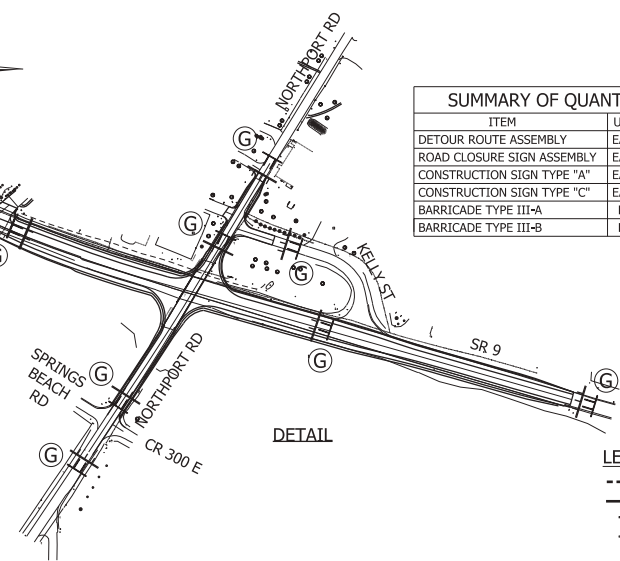 NORTHPORT RD
SUMMARY OF QUANT
ITEM
DETOUR ROUTE ASSEMBLY
ROAD CLOSURE SIGN ASSEMBLY
CONSTRUCTION SIGN TYPE "A"
CONSTRUCTION SIGN TYPE "C"
BARRICADE TYPE III-A
BARRICADE TYPE III-B
G
G
G
KELLY ST
G
G
SR 9
G
SPRINGS
BEACH
RD
G
NORTHPORT RD
G
CR 300 E
DETAIL
LE